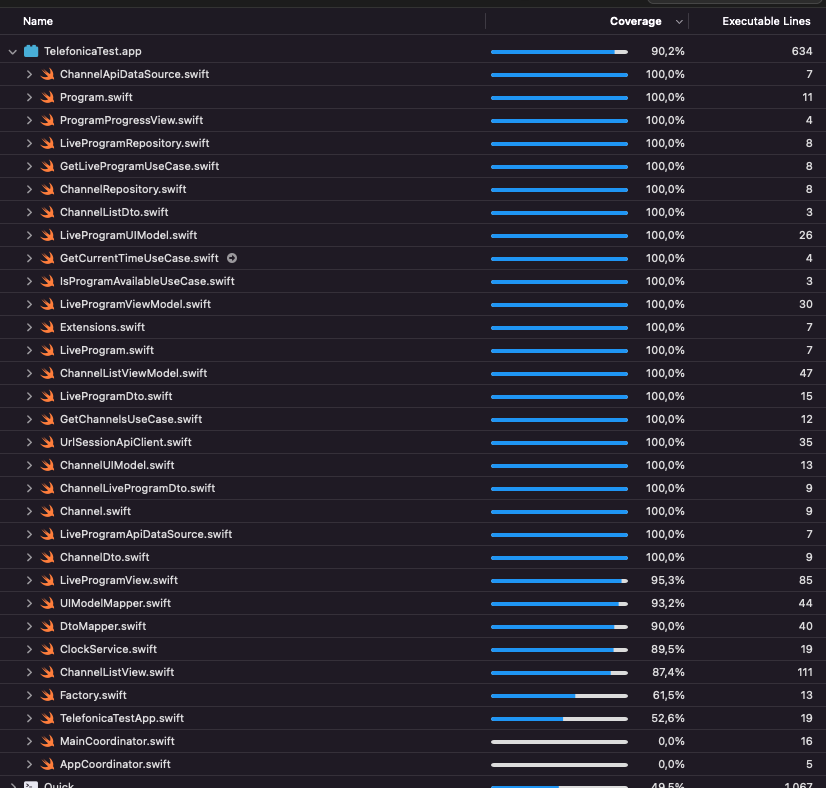 Name Coverage Executable Lines
TelefonicaTest.app 90,2% 634
ChannelApiDataSource.swift 100,0% 7
Program.swift 100,0% 11
ProgramProgressView.swift 100,0% 4
LiveProgramRepository.swift 100,0% 8
GetLiveProgramUseCase.swift 100,0% 8
ChannelRepository.swift 100,0% 8
ChannelListDto.swift 100,0% 3
LiveProgramUIModel.swift 100,0% 26
GetCurrentTimeUseCase.swift 100,0% 4
IsProgramAvailableUseCase.swift 100,0% 3
LiveProgramViewModel.swift 100,0% 30
Extensions.swift 100,0% 7
LiveProgram.swift 100,0% 7
ChannelListViewModel.swift 100,0% 47
LiveProgramDto.swift 100,0% 15
GetChannelsUseCase.swift 100,0% 12
UrlSessionApiClient.swift 100,0% 35
ChannelUIModel.swift 100,0% 13
ChannelLiveProgramDto.swift 100,0% 9
Channel.swift 100,0% 9
LiveProgramApiDataSource.swift 100,0% 7
ChannelDto.swift 100,0% 9
LiveProgramView.swift 95,3% 85
UIModelMapper.swift 93,2% 44
DtoMapper.swift 90,0% 40
ClockService.swift 89,5% 19
ChannelListView.swift 87,4% 111
Factory.swift 61,5% 13
TelefonicaTestApp.swift 52,6% 19
MainCoordinator.swift 0,0% 16
AppCoordinator.swift 0,0% 5
Quick 49,5% 1.067